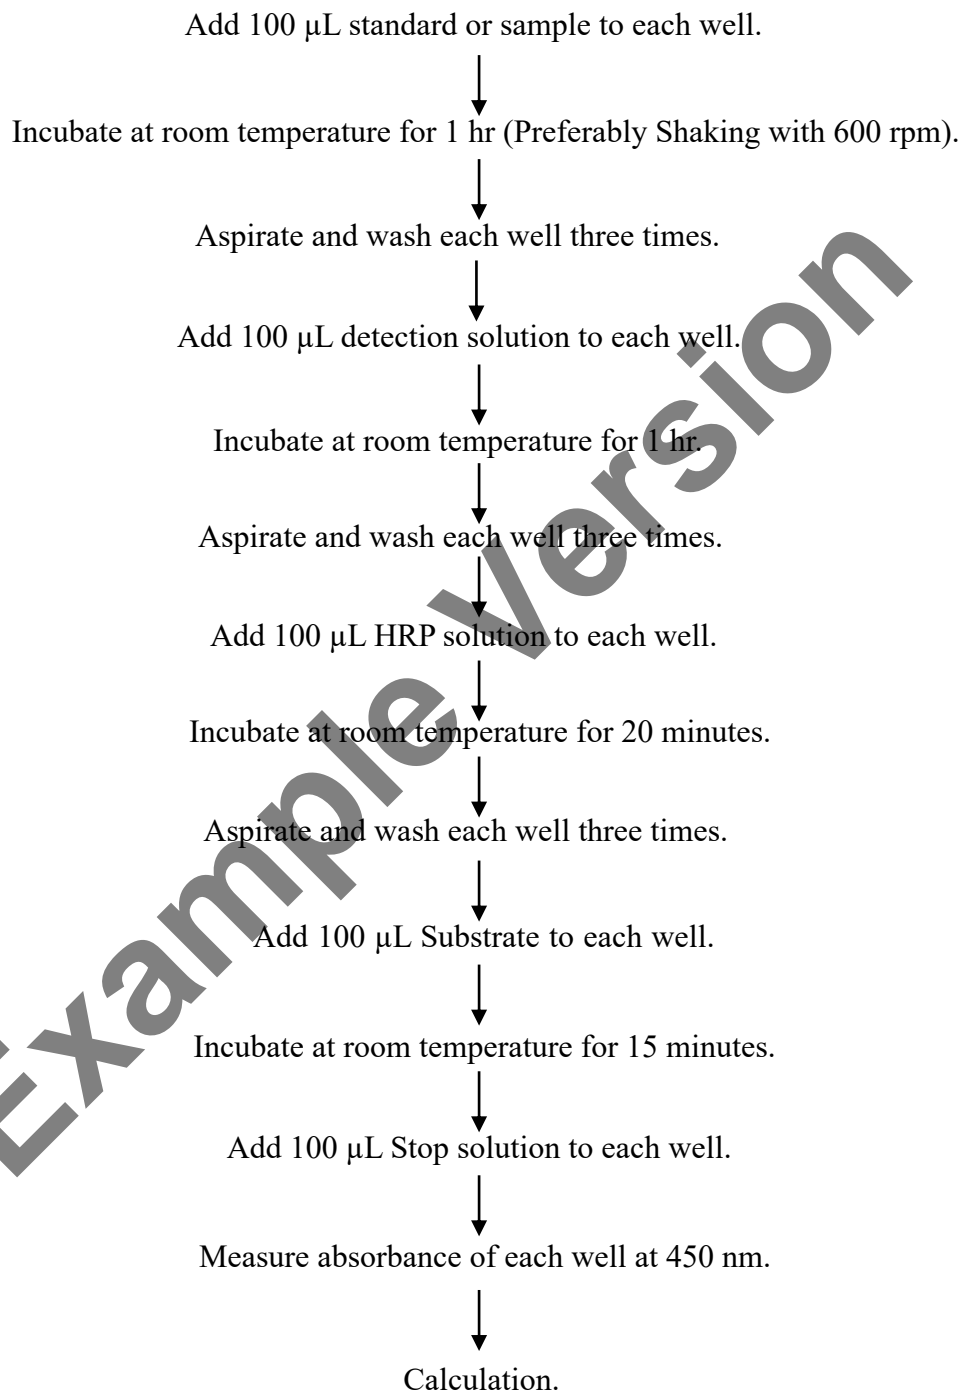 Add 100 µL standard or sample to each well.
Incubate at room temperature for 1 hr (Preferably Shaking with 600 rpm).
Aspirate and wash each well three times.
Add 100 µL detection solution to each well.
Incubate at room temperature for 1 hr.
Aspirate and wash each well three times.
Add 100 µL HRP solution to each well.
Incubate at room temperature for 20 minutes.
Aspirate and wash each well three times.
Add 100 µL Substrate to each well.
Incubate at room temperature for 15 minutes.
Add 100 µL Stop solution to each well.
Measure absorbance of each well at 450 nm.
Calculation.
Example Version